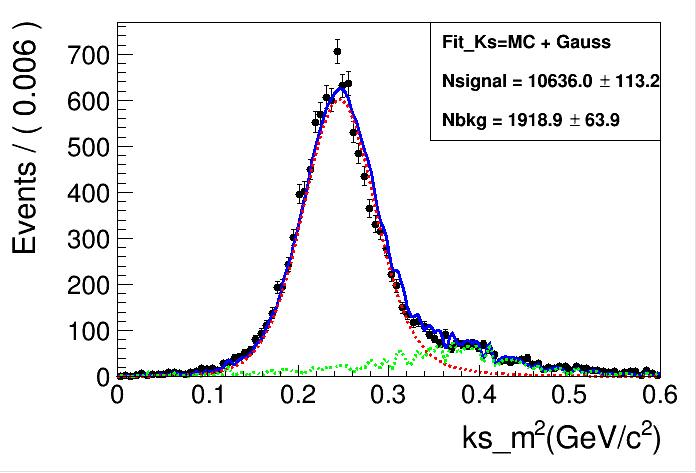 Fit_Ks=MC + Gauss
Nsignal = 10636.0 ± 113.2
Nbkg = 1918.9 ± 63.9
Events / ( 0.006 )
700
600
500
400
300
200
100
0
0 0.1 0.2 0.3 0.4 0.5 0.6
ks_m²(GeV/c²)